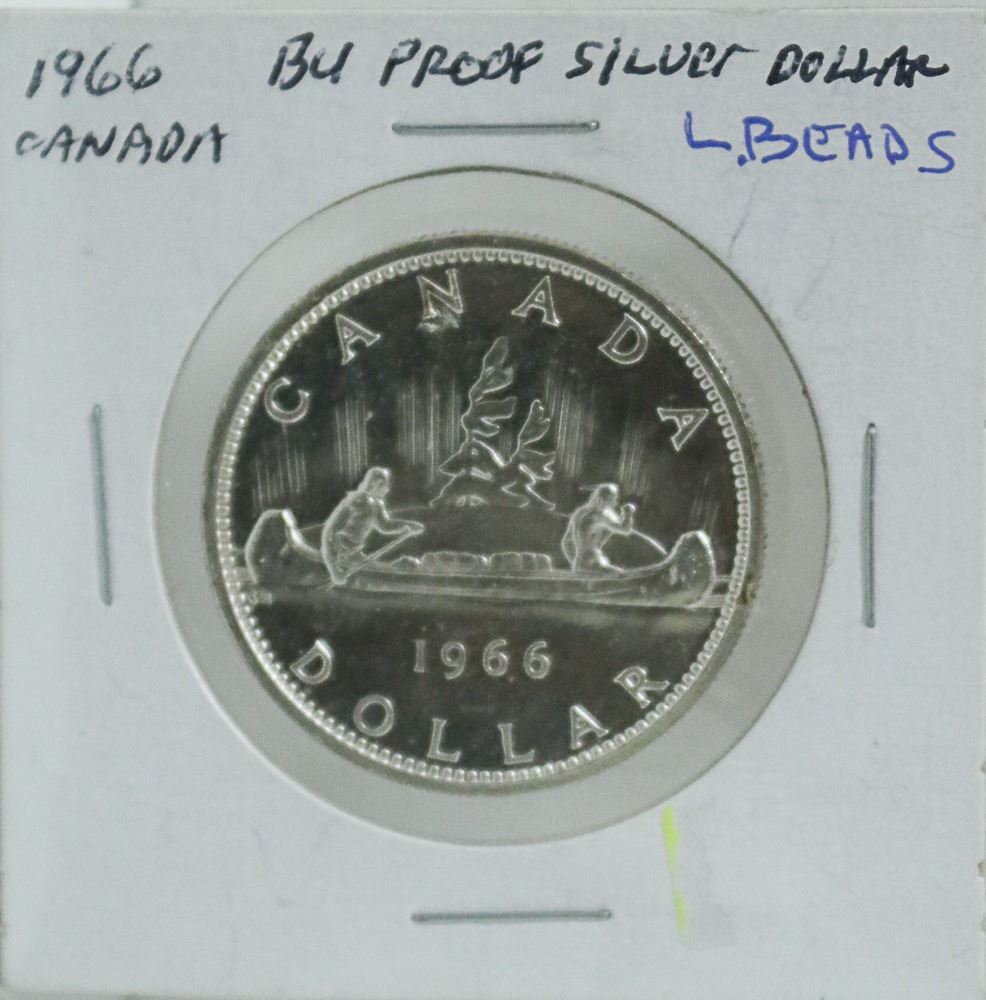 1966 BU PROOF SILVER DOLLAR
CANADA L.BEADS
CANADA
1966
DOLLAR